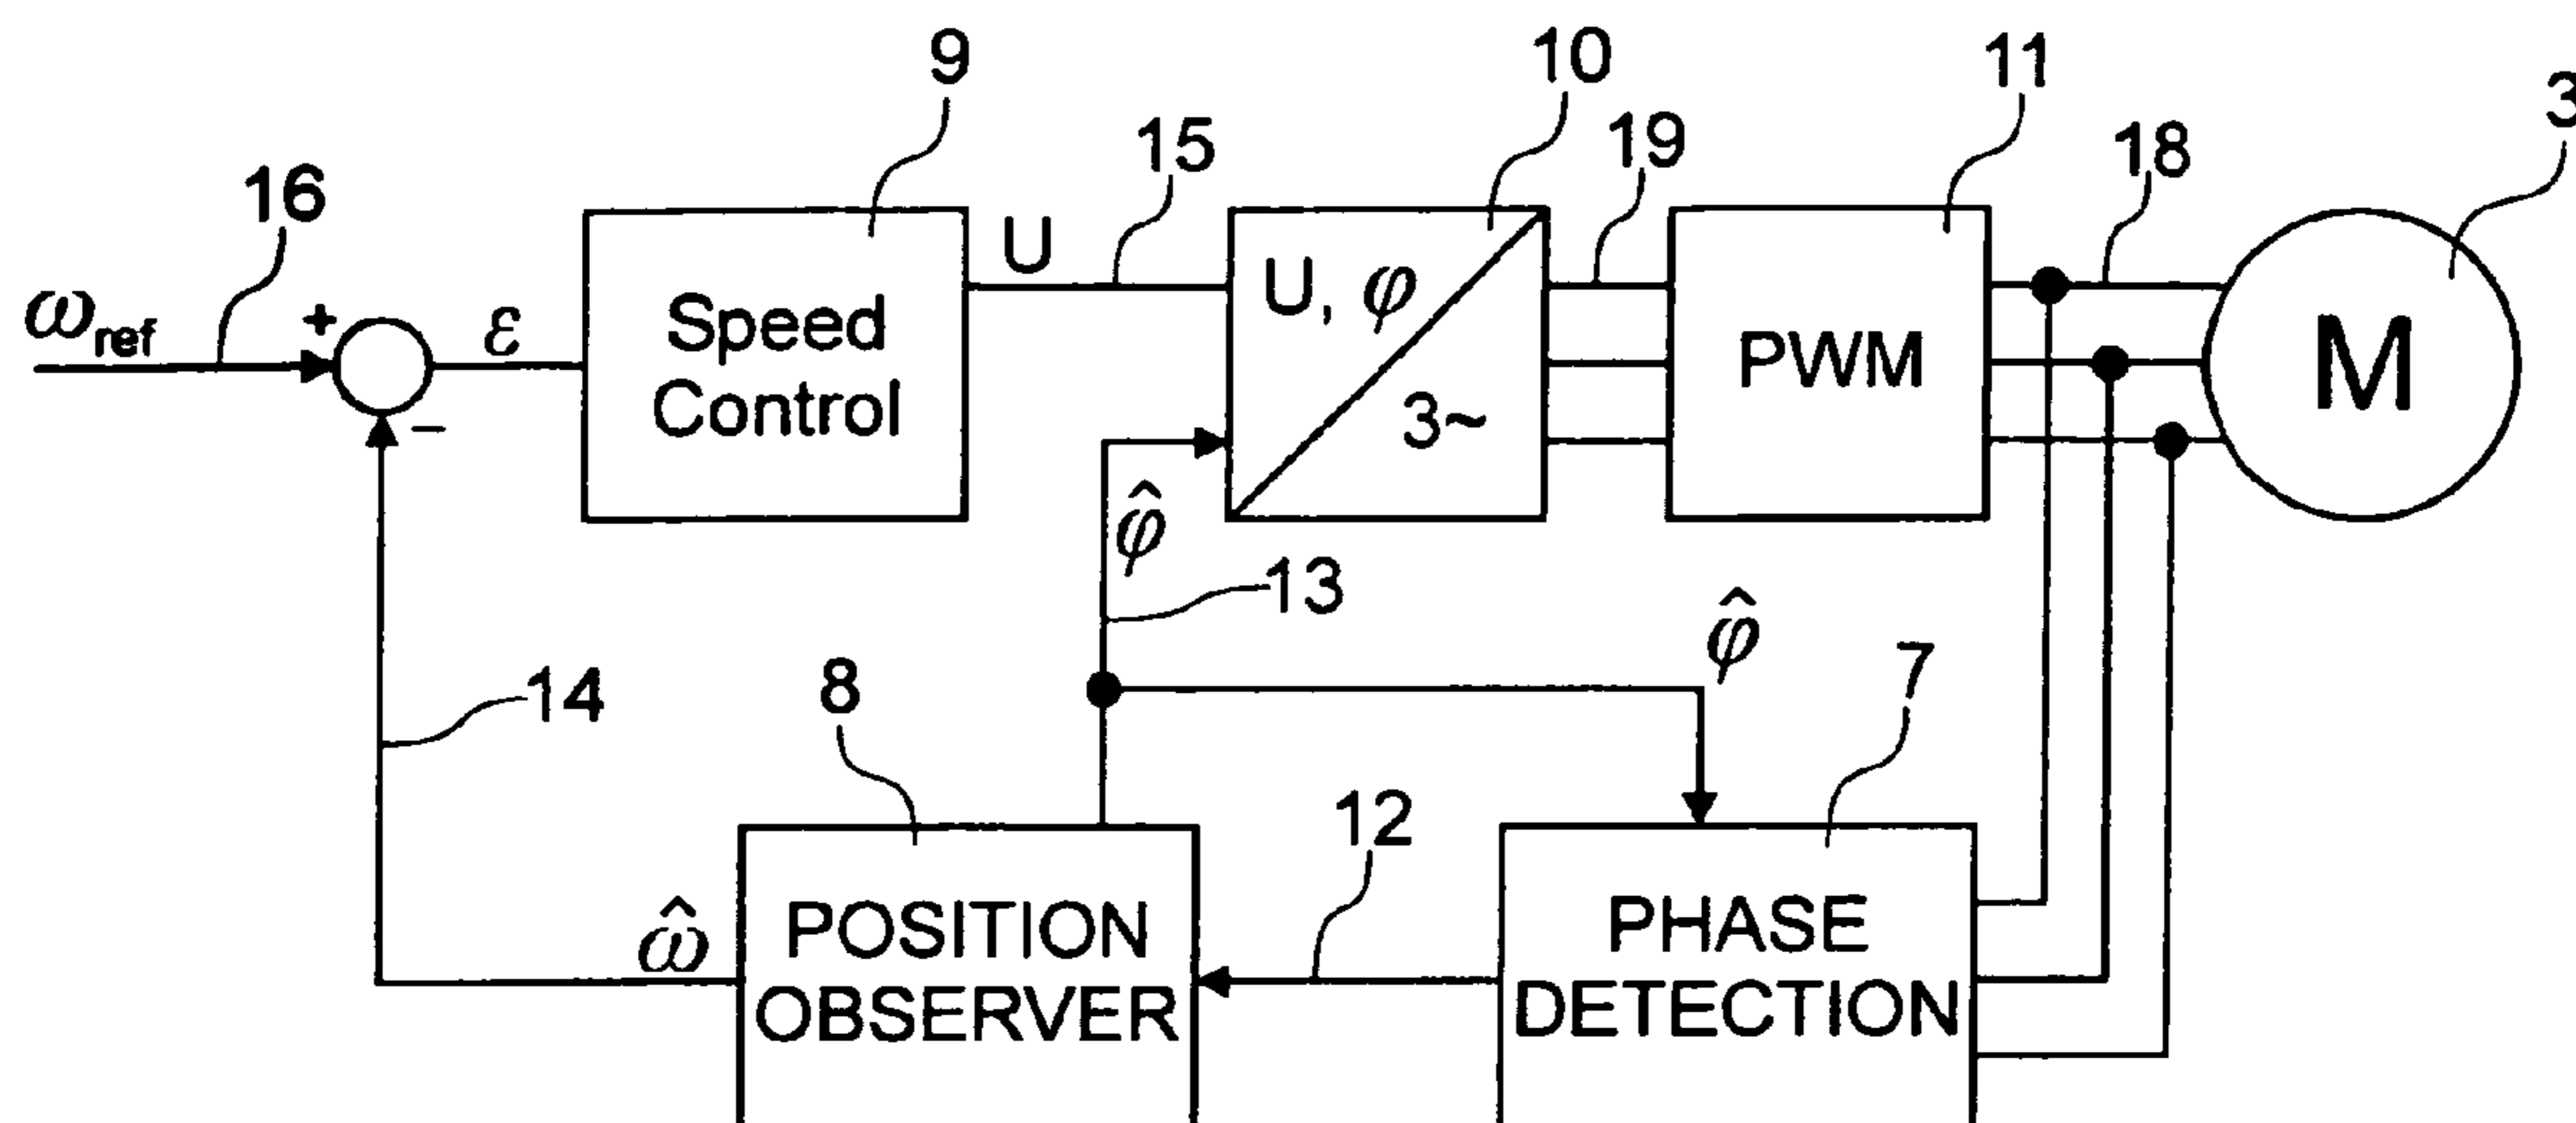 9
10
11
3
16
15
19
18
ω_ref
+
−
ε
Speed
Control
U
U, φ
3~
PWM
M
φ̂
13
φ̂
14
8
7
12
ω̂
POSITION
OBSERVER
PHASE
DETECTION